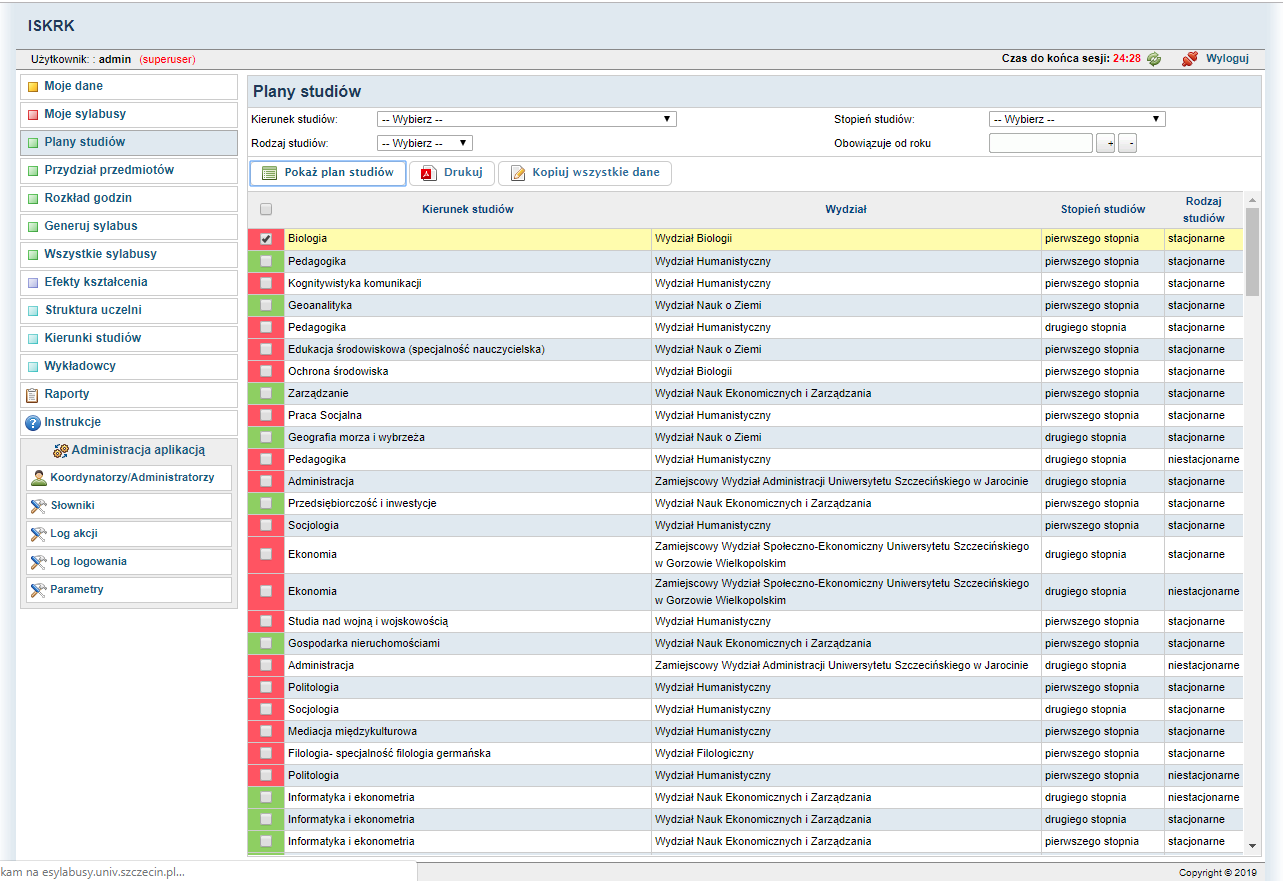 ISKRK
Użytkownik: : admin (superuser)
Czas do końca sesji: 24:28 Wyloguj
Moje dane
Moje sylabusy
Plany studiów
Przydział przedmiotów
Rozkład godzin
Generuj sylabus
Wszystkie sylabusy
Efekty kształcenia
Struktura uczelni
Kierunki studiów
Wykładowcy
Raporty
Instrukcje
Administracja aplikacją
Koordynatorzy/Administratorzy
Słowniki
Log akcji
Log logowania
Parametry
Plany studiów
Kierunek studiów: -- Wybierz -- Stopień studiów: -- Wybierz --
Rodzaj studiów: -- Wybierz -- Obowiązuje od roku + -
Pokaż plan studiów Drukuj Kopiuj wszystkie dane
Kierunek studiów Wydział Stopień studiów Rodzaj studiów
Biologia Wydział Biologii pierwszego stopnia stacjonarne
Pedagogika Wydział Humanistyczny pierwszego stopnia stacjonarne
Kognitywistyka komunikacji Wydział Humanistyczny pierwszego stopnia stacjonarne
Geoanalityka Wydział Nauk o Ziemi pierwszego stopnia stacjonarne
Pedagogika Wydział Humanistyczny drugiego stopnia stacjonarne
Edukacja środowiskowa (specjalność nauczycielska) Wydział Nauk o Ziemi pierwszego stopnia stacjonarne
Ochrona środowiska Wydział Biologii pierwszego stopnia stacjonarne
Zarządzanie Wydział Nauk Ekonomicznych i Zarządzania pierwszego stopnia stacjonarne
Praca Socjalna Wydział Humanistyczny pierwszego stopnia stacjonarne
Geografia morza i wybrzeża Wydział Nauk o Ziemi drugiego stopnia stacjonarne
Pedagogika Wydział Humanistyczny drugiego stopnia niestacjonarne
Administracja Zamiejscowy Wydział Administracji Uniwersytetu Szczecińskiego w Jarocinie drugiego stopnia stacjonarne
Przedsiębiorczość i inwestycje Wydział Nauk Ekonomicznych i Zarządzania pierwszego stopnia stacjonarne
Socjologia Wydział Humanistyczny pierwszego stopnia stacjonarne
Ekonomia Zamiejscowy Wydział Społeczno-Ekonomiczny Uniwersytetu Szczecińskiego
w Gorzowie Wielkopolskim drugiego stopnia stacjonarne
Ekonomia Zamiejscowy Wydział Społeczno-Ekonomiczny Uniwersytetu Szczecińskiego
w Gorzowie Wielkopolskim drugiego stopnia niestacjonarne
Studia nad wojną i wojskowością Wydział Humanistyczny pierwszego stopnia stacjonarne
Gospodarka nieruchomościami Wydział Nauk Ekonomicznych i Zarządzania pierwszego stopnia stacjonarne
Administracja Zamiejscowy Wydział Administracji Uniwersytetu Szczecińskiego w Jarocinie drugiego stopnia niestacjonarne
Politologia Wydział Humanistyczny pierwszego stopnia stacjonarne
Socjologia Wydział Humanistyczny drugiego stopnia stacjonarne
Mediacja międzykulturowa Wydział Humanistyczny pierwszego stopnia stacjonarne
Filologia- specjalność filologia germańska Wydział Filologiczny pierwszego stopnia stacjonarne
Politologia Wydział Humanistyczny pierwszego stopnia niestacjonarne
Informatyka i ekonometria Wydział Nauk Ekonomicznych i Zarządzania drugiego stopnia niestacjonarne
Informatyka i ekonometria Wydział Nauk Ekonomicznych i Zarządzania drugiego stopnia stacjonarne
Informatyka i ekonometria Wydział Nauk Ekonomicznych i Zarządzania pierwszego stopnia stacjonarne
kam na esylabusy.univ.szczecin.pl...
Copyright © 2019